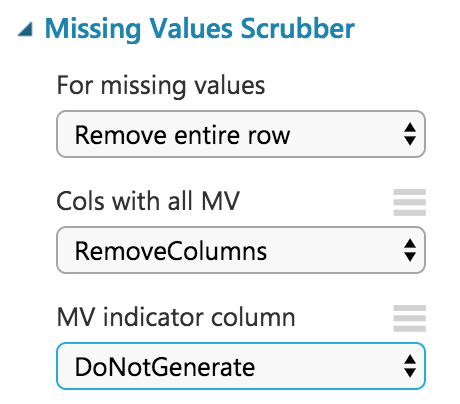 Missing Values Scrubber
For missing values
Remove entire row
Cols with all MV
RemoveColumns
MV indicator column
DoNotGenerate